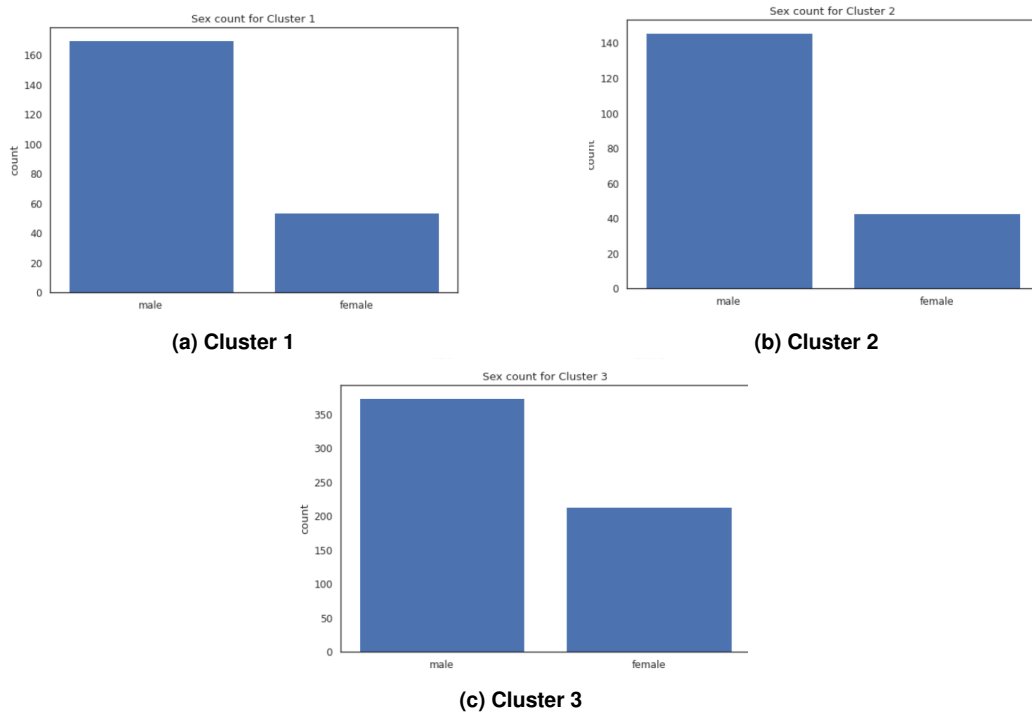 Sex count for Cluster 1
160
140
120
100
80
60
40
20
0
count
male female
(a) Cluster 1
Sex count for Cluster 2
140
120
100
80
60
40
20
0
count
male female
(b) Cluster 2
Sex count for Cluster 3
350
300
250
200
150
100
50
0
count
male female
(c) Cluster 3